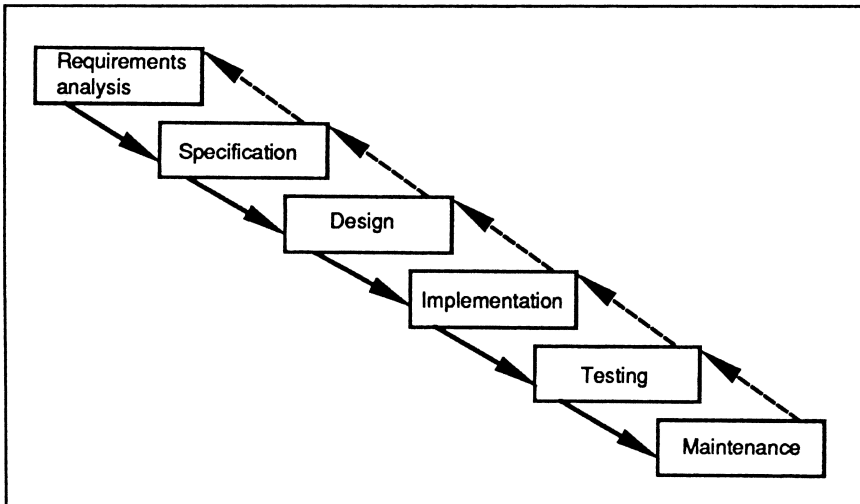 Requirements
analysis
Specification
Design
Implementation
Testing
Maintenance